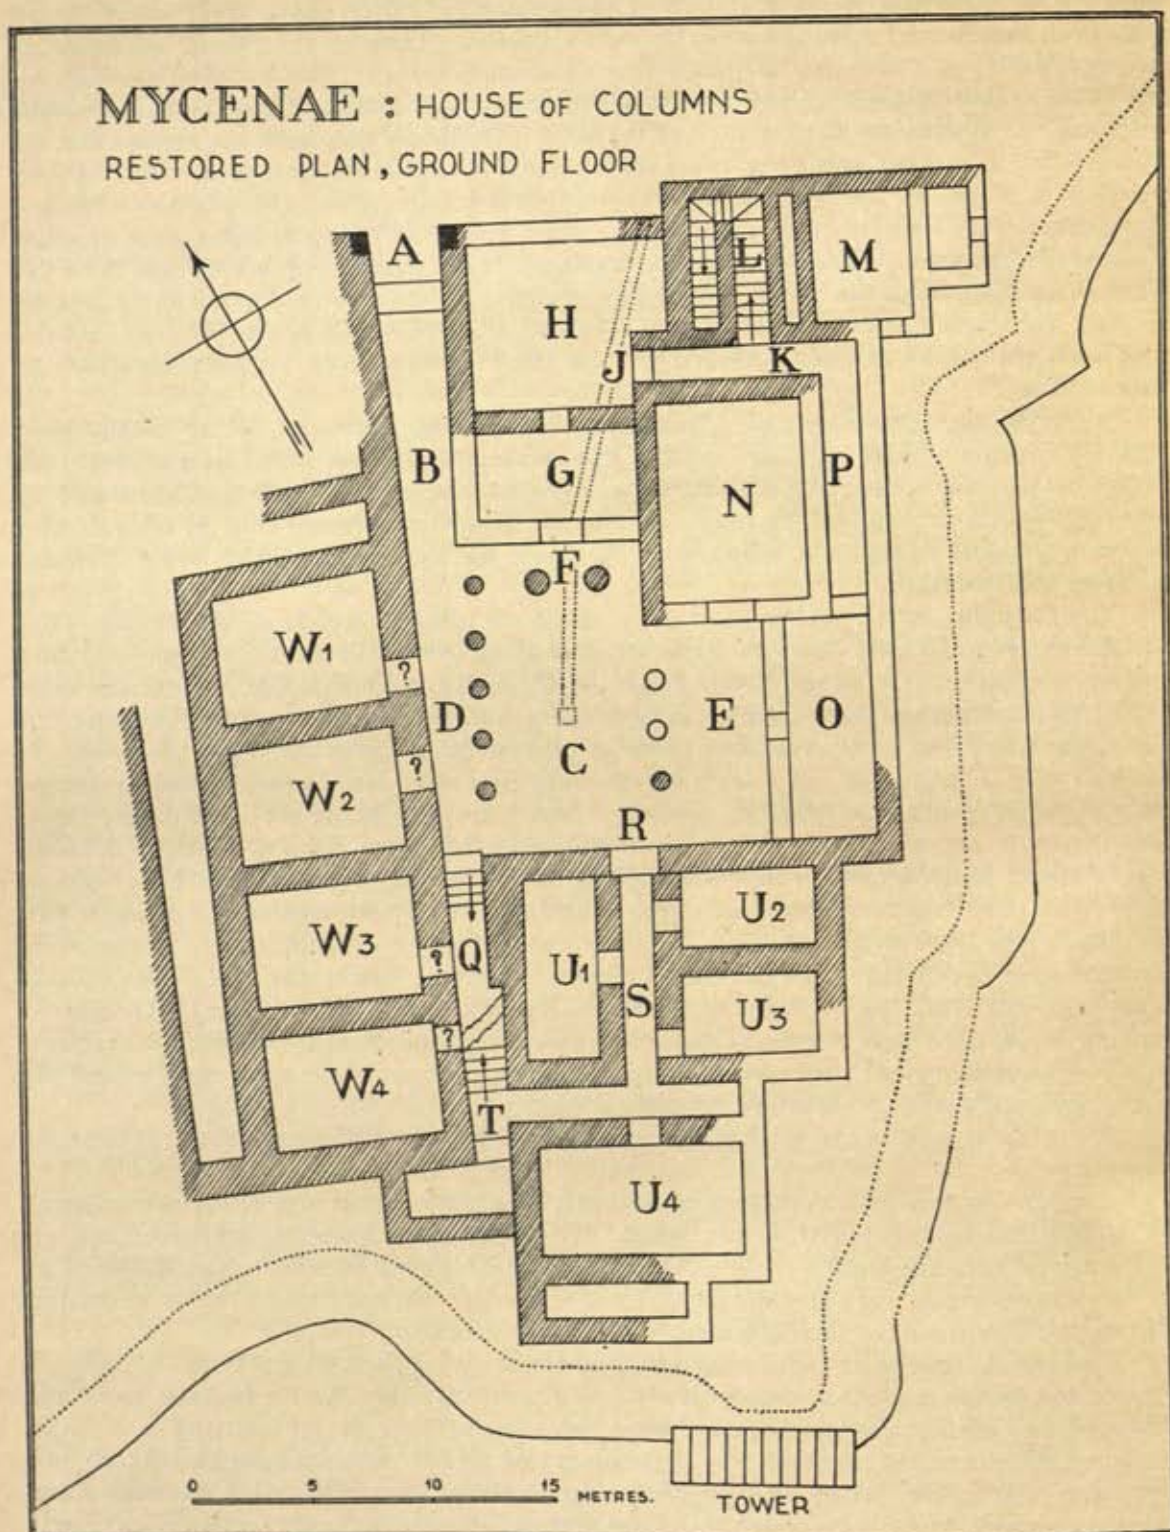 MYCENAE : HOUSE OF COLUMNS
RESTORED PLAN, GROUND FLOOR
A
L
M
H
J
K
B
G
N
P
F
W1
?
D
E
O
C
?
W2
R
U2
W3
?
Q
U1
S
U3
?
W4
T
U4
0 5 10 15
METRES.
TOWER